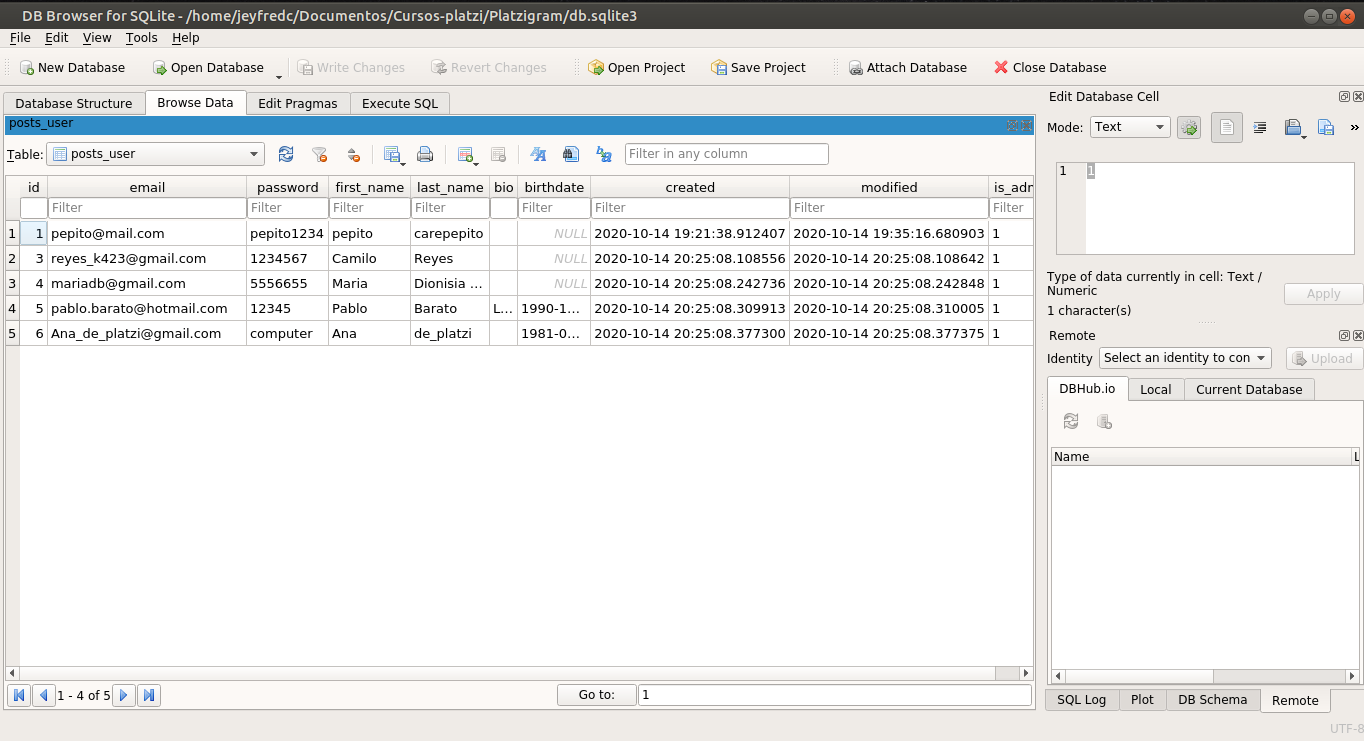 DB Browser for SQLite - /home/jeyfredc/Documentos/Cursos-platzi/Platzigram/db.sqlite3
File Edit View Tools Help
New Database Open Database Write Changes Revert Changes Open Project Save Project Attach Database Close Database
Database Structure Browse Data Edit Pragmas Execute SQL
posts_user
Table: posts_user Filter in any column
id email password first_name last_name bio birthdate created modified is_adr
Filter Filter Filter Filter Filter Filter Filter Filter
1 1 pepito@mail.com pepito1234 pepito carepepito NULL 2020-10-14 19:21:38.912407 2020-10-14 19:35:16.680903 1
2 3 reyes_k423@gmail.com 1234567 Camilo Reyes NULL 2020-10-14 20:25:08.108556 2020-10-14 20:25:08.108642 1
3 4 mariadb@gmail.com 5556655 Maria Dionisia ... NULL 2020-10-14 20:25:08.242736 2020-10-14 20:25:08.242848 1
4 5 pablo.barato@hotmail.com 12345 Pablo Barato L... 1990-1... 2020-10-14 20:25:08.309913 2020-10-14 20:25:08.310005 1
5 6 Ana_de_platzi@gmail.com computer Ana de_platzi 1981-0... 2020-10-14 20:25:08.377300 2020-10-14 20:25:08.377375 1
1 - 4 of 5 Go to: 1
Edit Database Cell
Mode: Text »
1 1
Type of data currently in cell: Text /
Numeric
1 character(s)
Apply
Remote
Identity Select an identity to con Upload
DBHub.io Local Current Database
Name L
SQL Log Plot DB Schema Remote
UTF-8